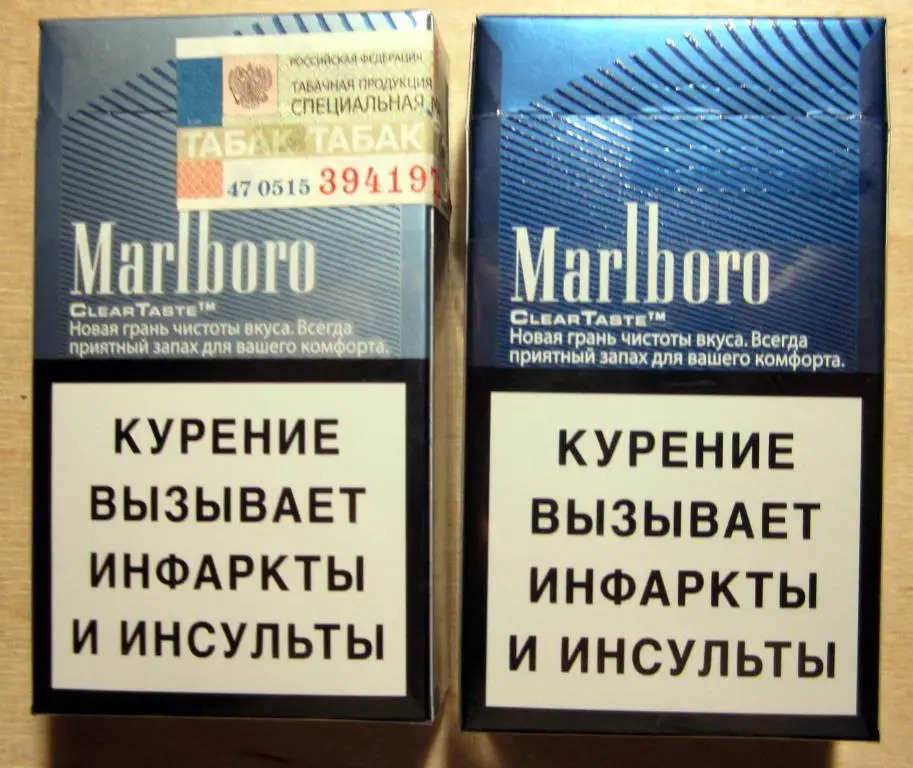 РОССИЙСКАЯ ФЕДЕРАЦИЯ
ТАБАЧНАЯ ПРОДУКЦИЯ
СПЕЦИАЛЬНАЯ
ТАБАК ТАБАК
47 0515 39419
Marlboro
CLEARTASTE™
Новая грань чистоты вкуса. Всегда
приятный запах для вашего комфорта.
КУРЕНИЕ
ВЫЗЫВАЕТ
ИНФАРКТЫ
И ИНСУЛЬТЫ
Marlboro
CLEARTASTE™
Новая грань чистоты вкуса. Всегда
приятный запах для вашего комфорта.
КУРЕНИЕ
ВЫЗЫВАЕТ
ИНФАРКТЫ
И ИНСУЛЬТЫ